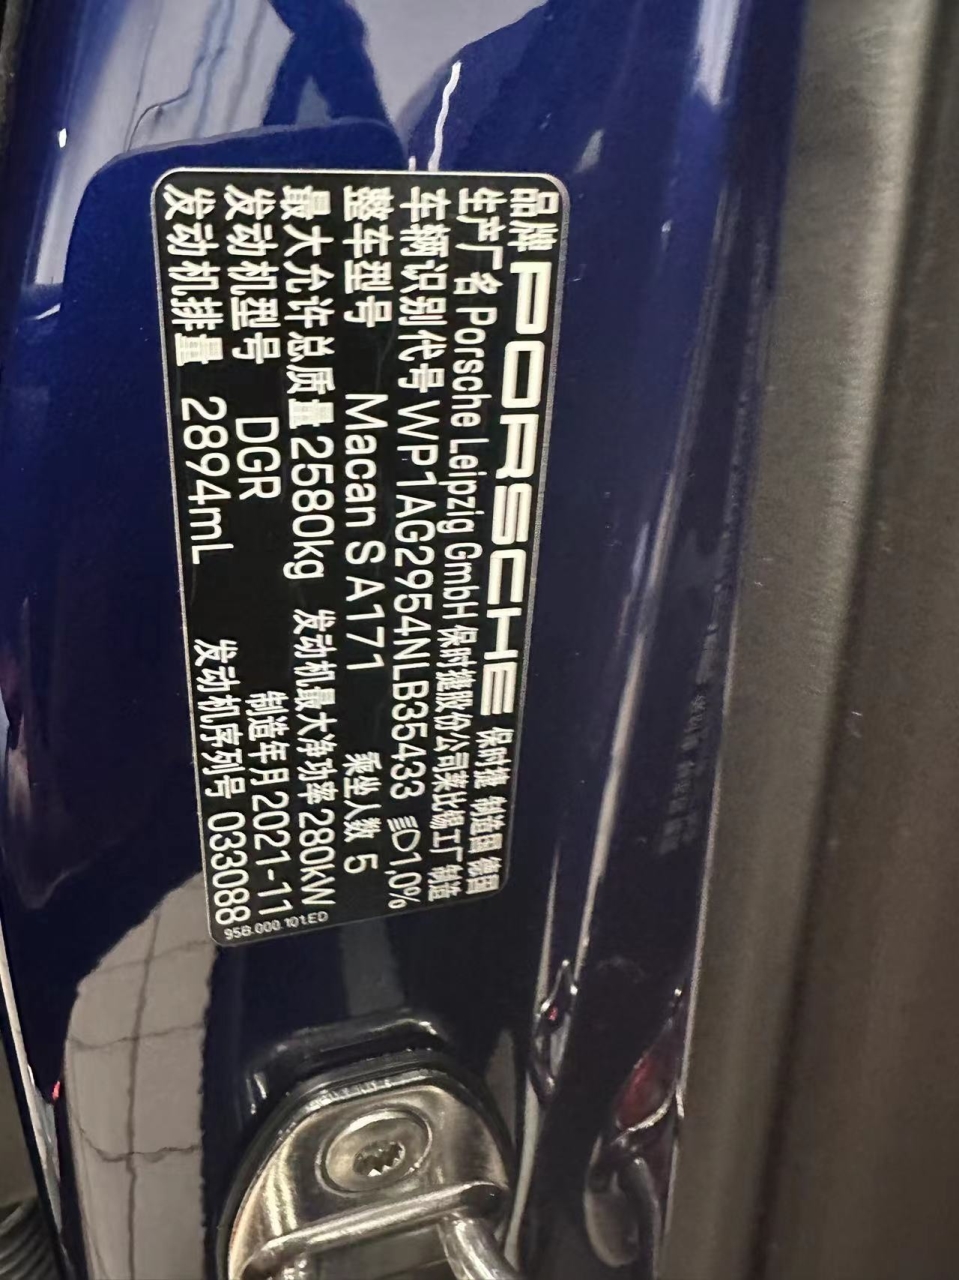 品牌 PORSCHE 保时捷 制造国 德国
生产厂名 Porsche Leipzig GmbH 保时捷股份公司莱比锡工厂 制造
车辆识别代号 WP1AG2954NLB35433 1,0%
整车型号 Macan S A171 乘坐人数 5
最大允许总质量 2580kg 发动机最大净功率 280kW
发动机型号 DGR 制造年月 2021-11
发动机排量 2894mL 发动机序列号 033088
95B.000.101.ED